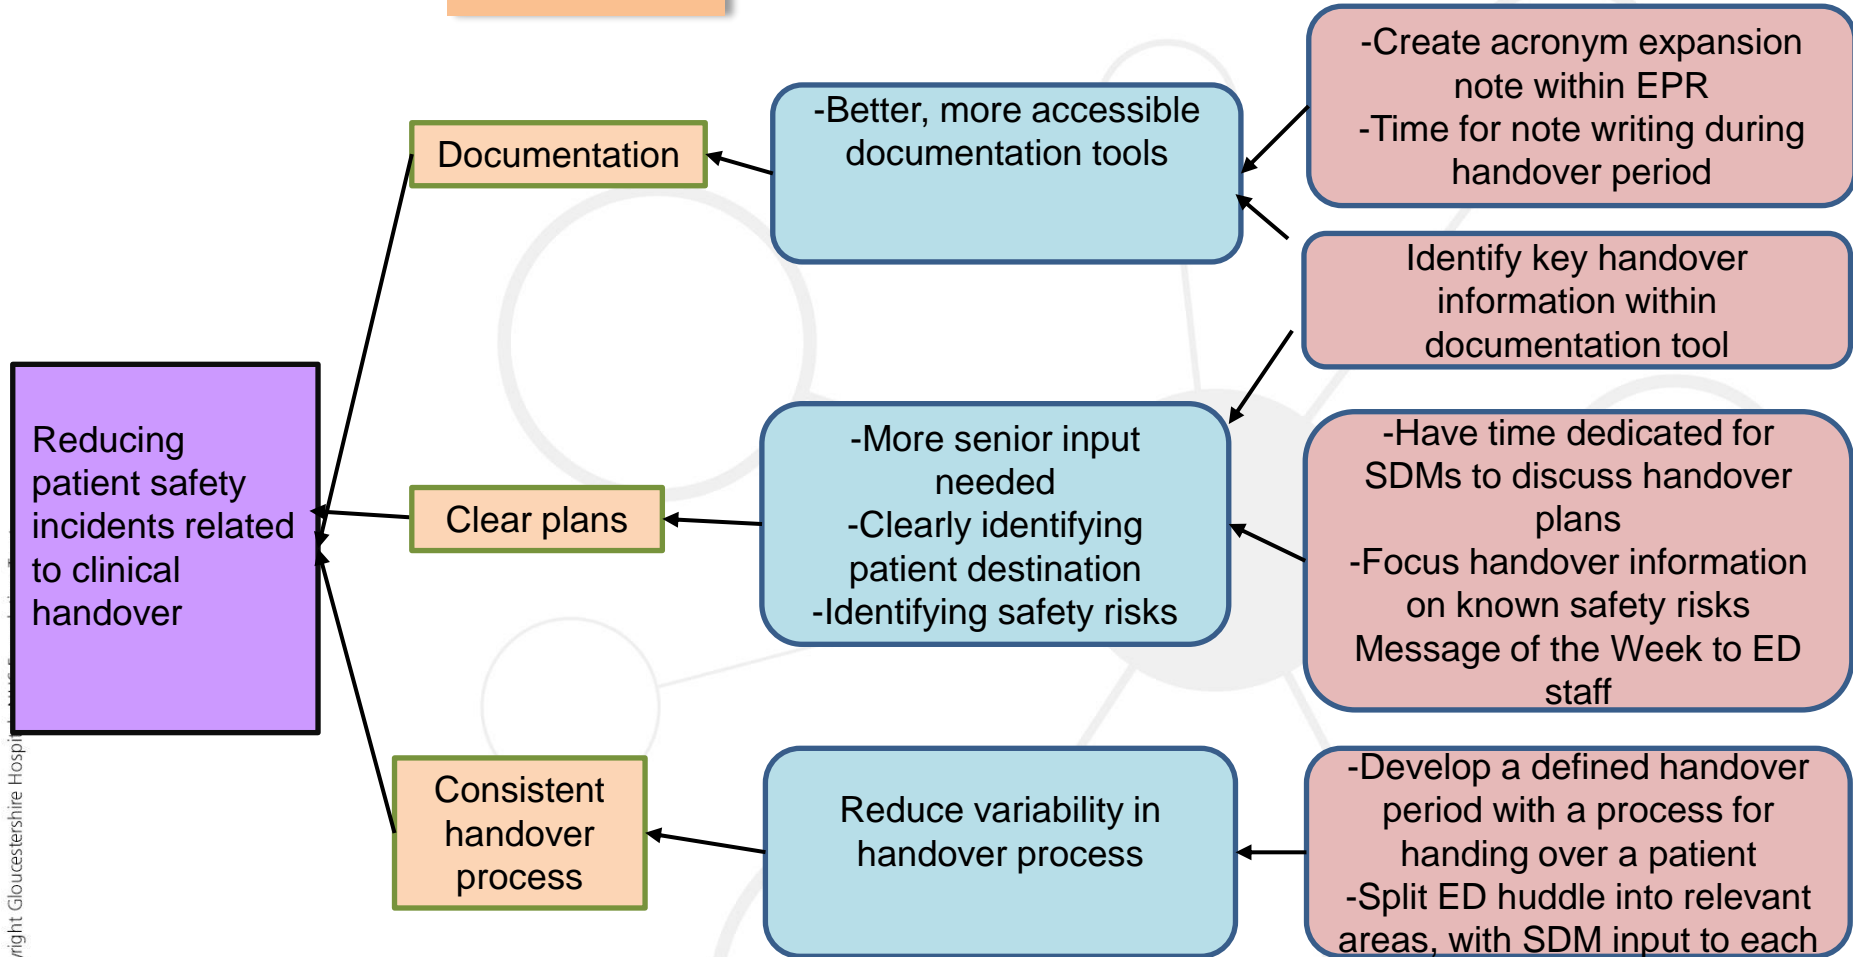 Reducing
patient safety
incidents related
to clinical
handover
Documentation
Clear plans
Consistent
handover
process
-Better, more accessible
documentation tools
-More senior input
needed
-Clearly identifying
patient destination
-Identifying safety risks
Reduce variability in
handover process
-Create acronym expansion
note within EPR
-Time for note writing during
handover period
Identify key handover
information within
documentation tool
-Have time dedicated for
SDMs to discuss handover
plans
-Focus handover information
on known safety risks
Message of the Week to ED
staff
-Develop a defined handover
period with a process for
handing over a patient
-Split ED huddle into relevant
areas, with SDM input to each
Gloucestershire